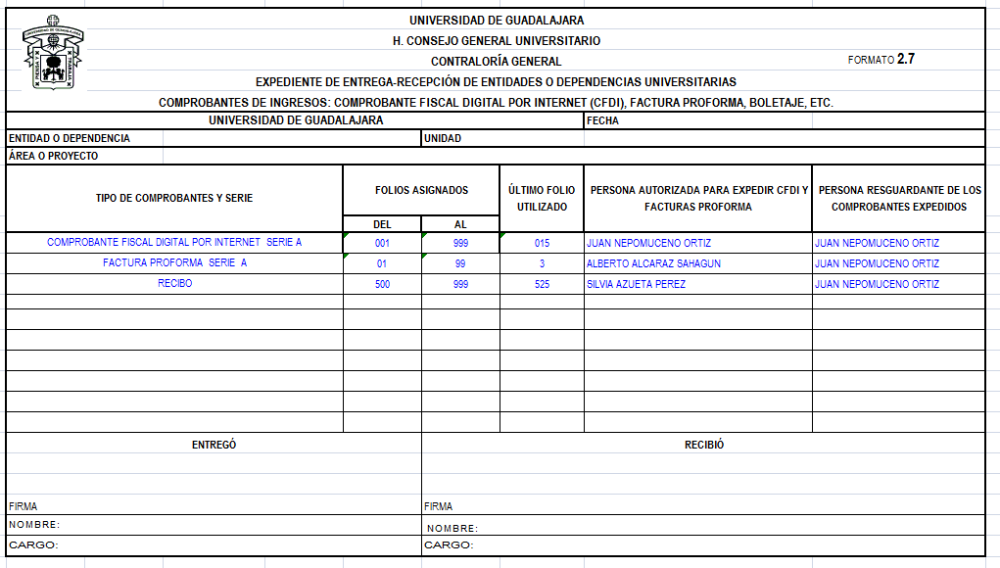 UNIVERSIDAD DE GUADALAJARA
H. CONSEJO GENERAL UNIVERSITARIO
CONTRALORÍA GENERAL
FORMATO 2.7
EXPEDIENTE DE ENTREGA-RECEPCIÓN DE ENTIDADES O DEPENDENCIAS UNIVERSITARIAS
COMPROBANTES DE INGRESOS: COMPROBANTE FISCAL DIGITAL POR INTERNET (CFDI), FACTURA PROFORMA, BOLETAJE, ETC.
UNIVERSIDAD DE GUADALAJARA FECHA
ENTIDAD O DEPENDENCIA UNIDAD
ÁREA O PROYECTO
TIPO DE COMPROBANTES Y SERIE
FOLIOS ASIGNADOS
DEL AL
ÚLTIMO FOLIO
UTILIZADO
PERSONA AUTORIZADA PARA EXPEDIR CFDI Y
FACTURAS PROFORMA
PERSONA RESGUARDANTE DE LOS
COMPROBANTES EXPEDIDOS
COMPROBANTE FISCAL DIGITAL POR INTERNET SERIE A 001 999 015 JUAN NEPOMUCENO ORTIZ JUAN NEPOMUCENO ORTIZ
FACTURA PROFORMA SERIE A 01 99 3 ALBERTO ALCARAZ SAHAGUN JUAN NEPOMUCENO ORTIZ
RECIBO 500 999 525 SILVIA AZUETA PEREZ JUAN NEPOMUCENO ORTIZ
ENTREGÓ RECIBIÓ
FIRMA FIRMA
NOMBRE: NOMBRE:
CARGO: CARGO: